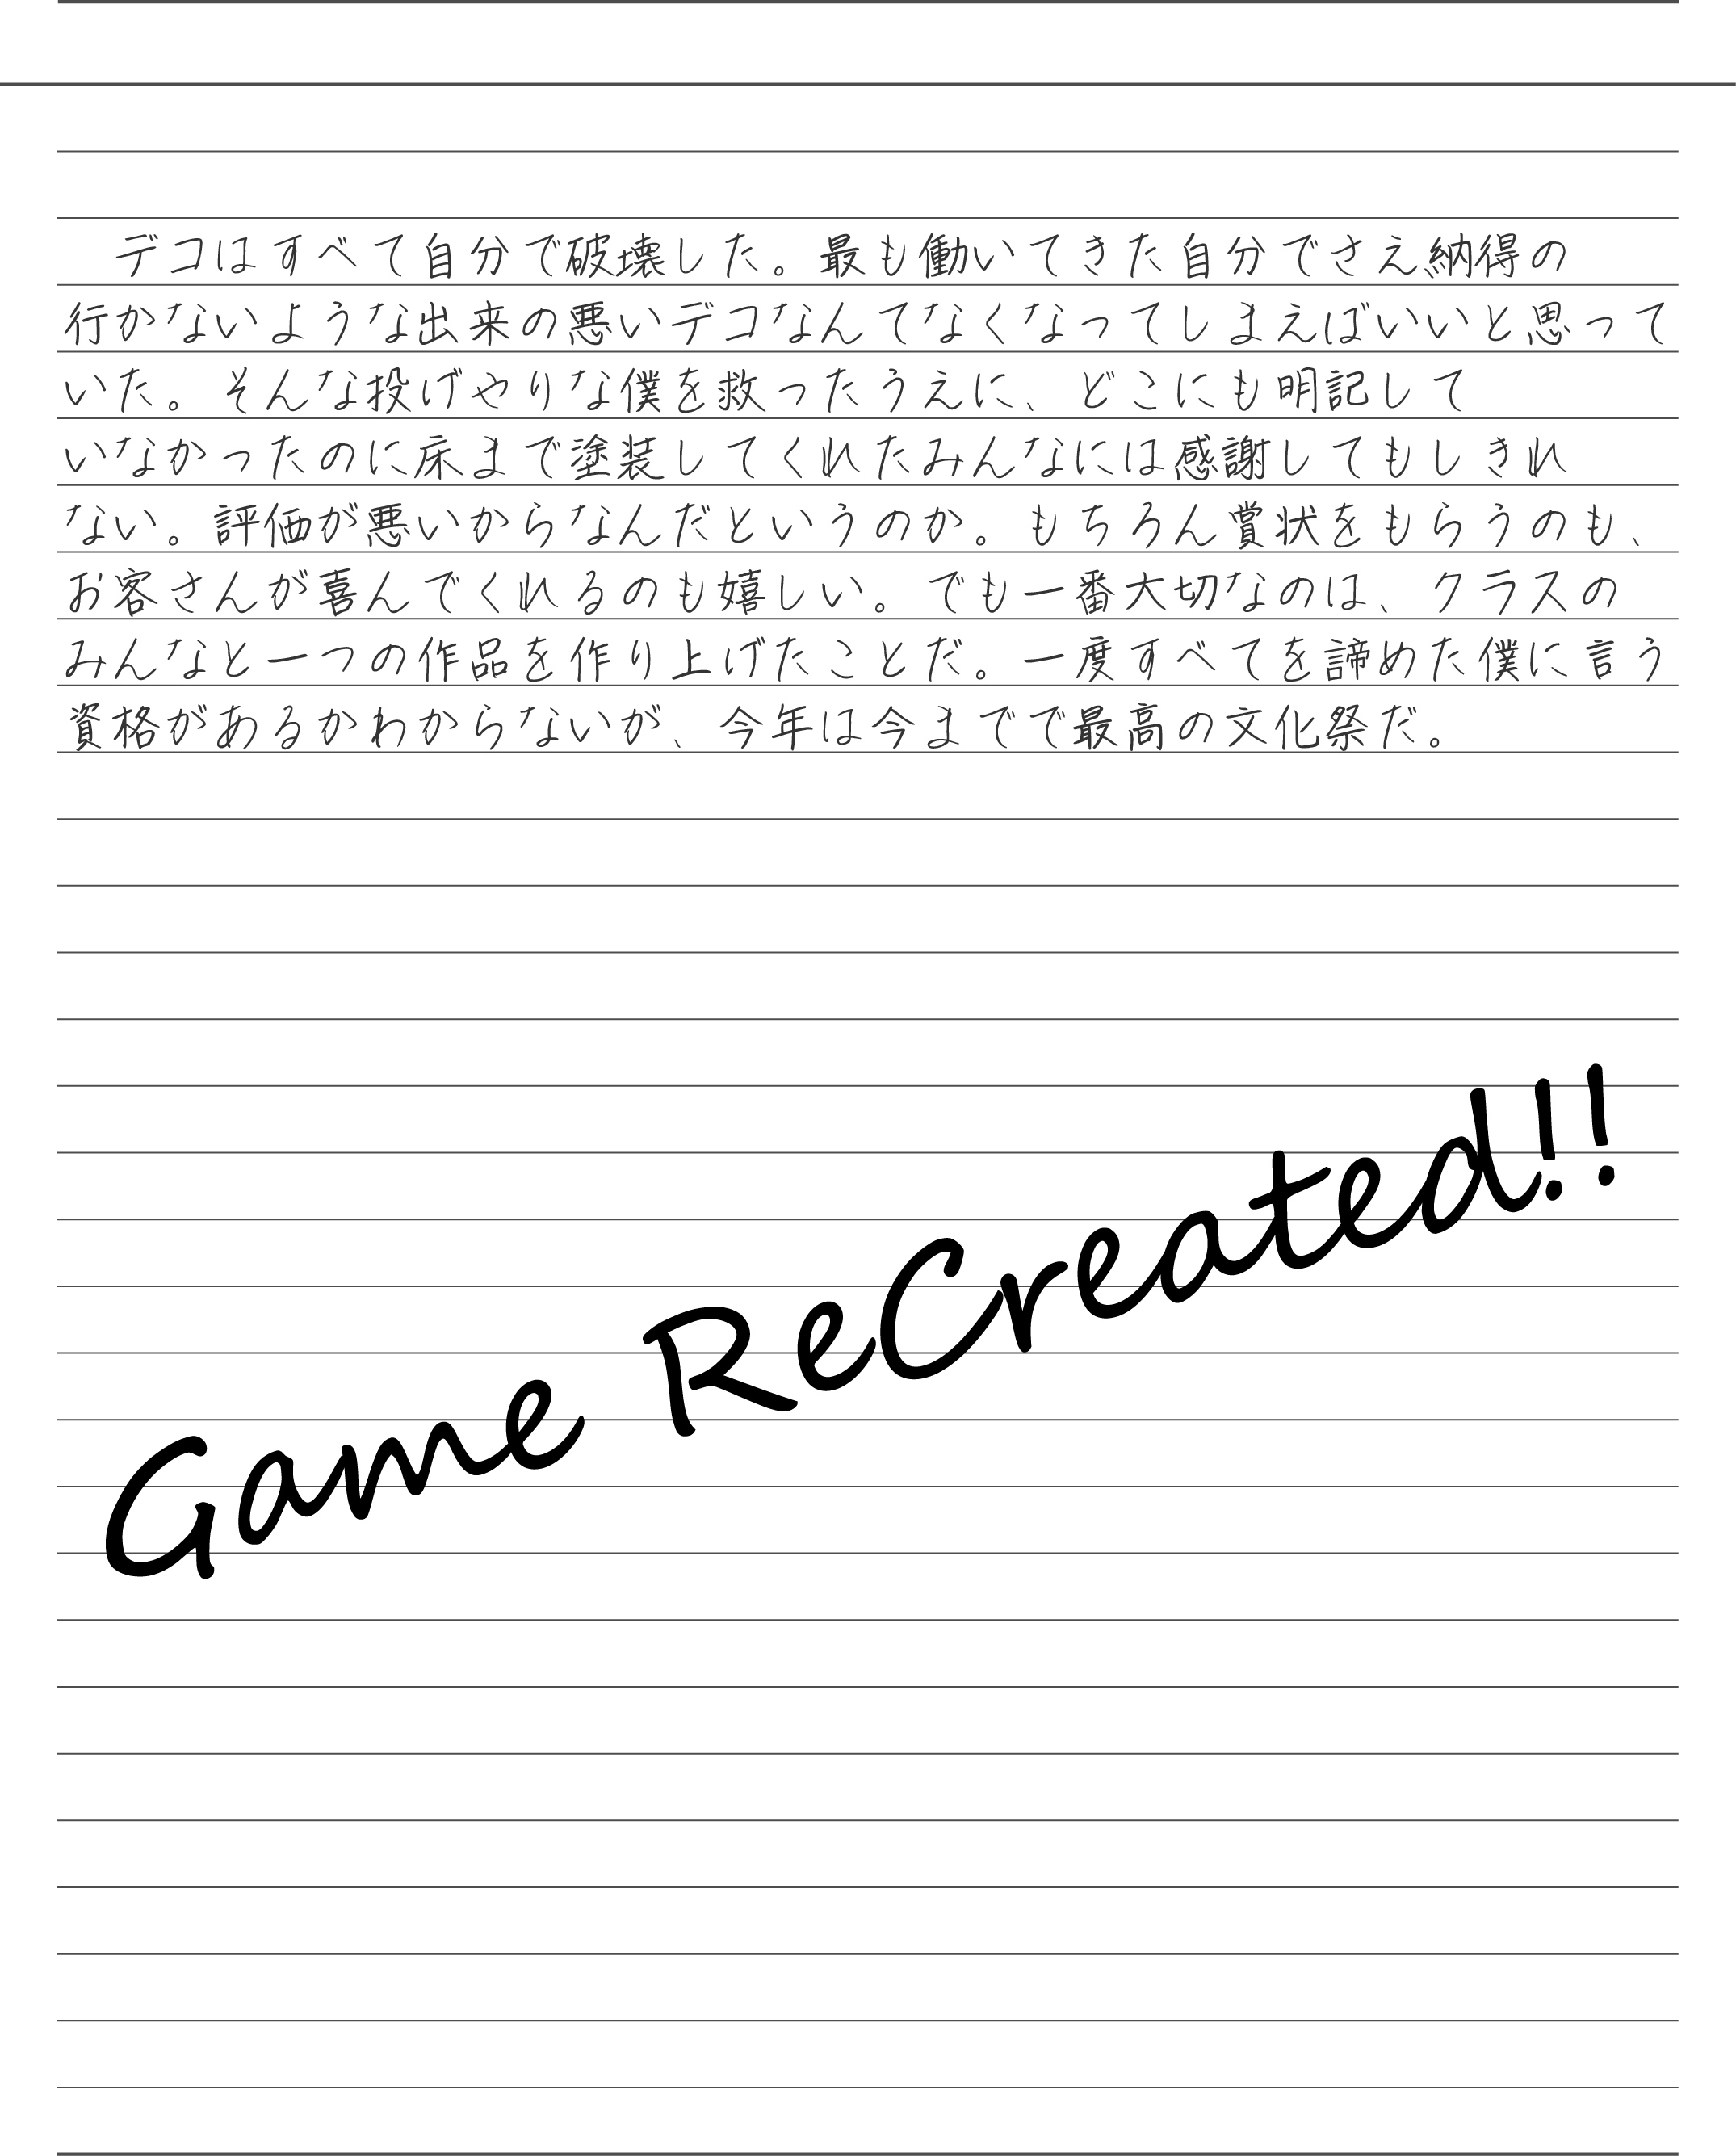 デコはすべて自分で破壊した。最も働いてきた自分でさえ納得の
行かないような出来の悪いデコなんてなくなってしまえばいいと思って
いた。そんな投げやりな僕を救ったうえに、どこにも明記して
いなかったのに床まで塗装してくれたみんなには感謝してもしきれ
ない。評価が悪いからなんだというのか。もちろん賞状をもらうのも、
お客さんが喜んでくれるのも嬉しい。でも一番大切なのは、クラスの
みんなと一つの作品を作り上げたことだ。一度すべてを諦めた僕に言う
資格があるかわからないが、今年は今までで最高の文化祭だ。
Game ReCreated!!